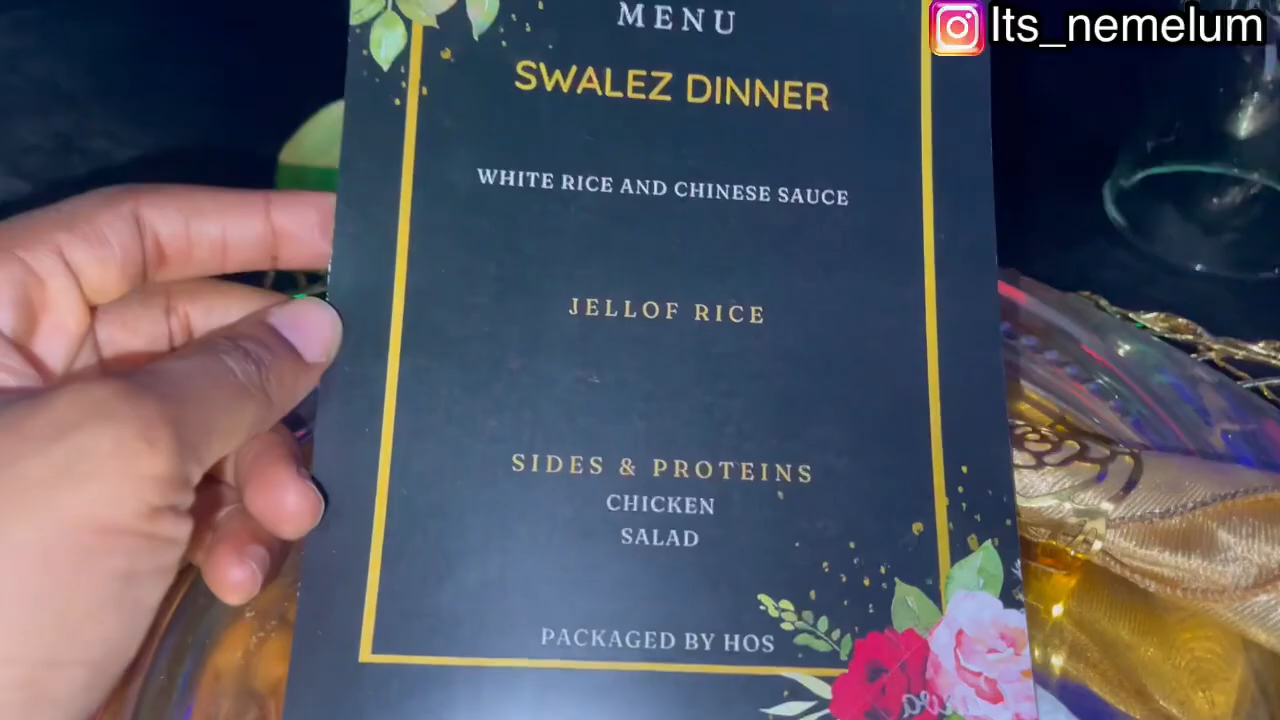 MENU
Its_nemelum
SWALEZ DINNER
WHITE RICE AND CHINESE SAUCE
JELLOF RICE
SIDES & PROTEINS
CHICKEN
SALAD
PACKAGED BY HOS